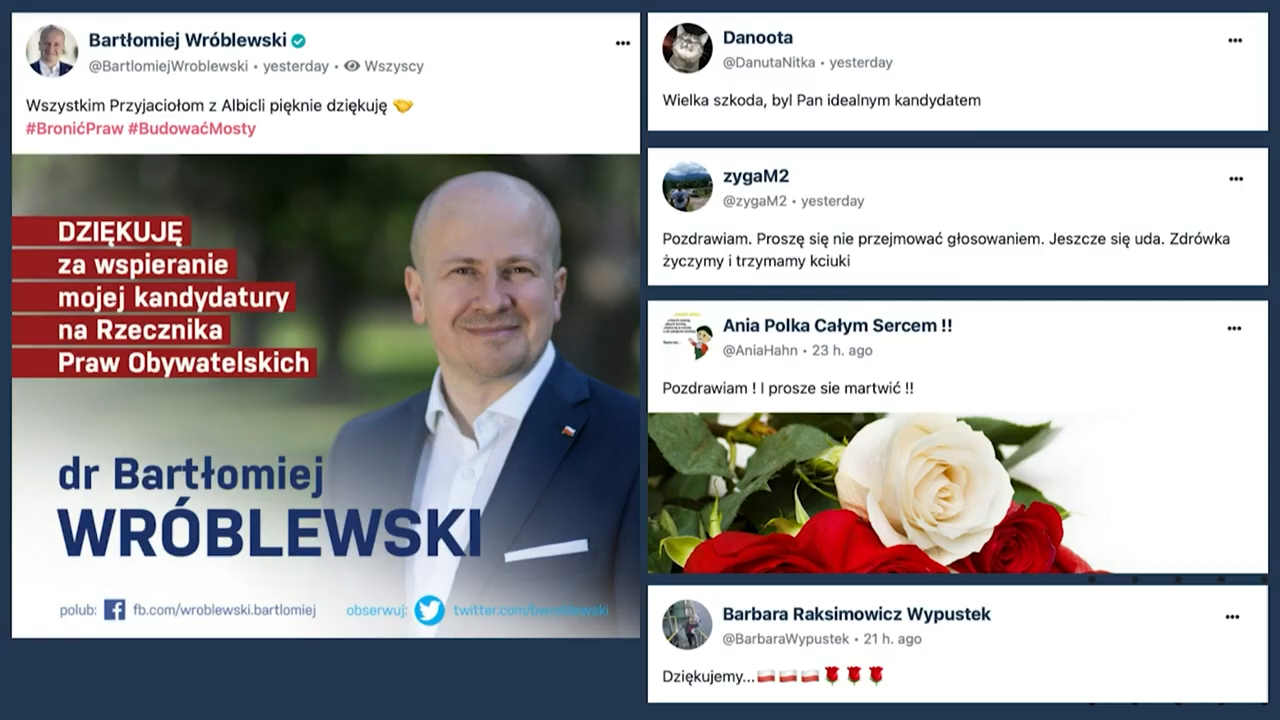 Bartłomiej Wróblewski
@BartlomiejWroblewski • yesterday • Wszyscy
Wszystkim Przyjaciołom z Albicli pięknie dziękuję 🤝
#BronićPraw #BudowaćMosty
DZIĘKUJĘ
za wspieranie
mojej kandydatury
na Rzecznika
Praw Obywatelskich
dr Bartłomiej
WRÓBLEWSKI
polub: fb.com/wroblewski.bartlomiej obserwuj: twitter.com/bwroblewski
Danoota
@DanutaNitka • yesterday
Wielka szkoda, byl Pan idealnym kandydatem
zygaM2
@zygaM2 • yesterday
Pozdrawiam. Proszę się nie przejmować głosowaniem. Jeszcze się uda. Zdrówka
życzymy i trzymamy kciuki
Ania Polka Całym Sercem !!
@AniaHahn • 23 h. ago
Pozdrawiam ! I prosze sie martwić !!
Barbara Raksimowicz Wypustek
@BarbaraWypustek • 21 h. ago
Dziękujemy...🇵🇱🇵🇱🇵🇱🌹🌹🌹